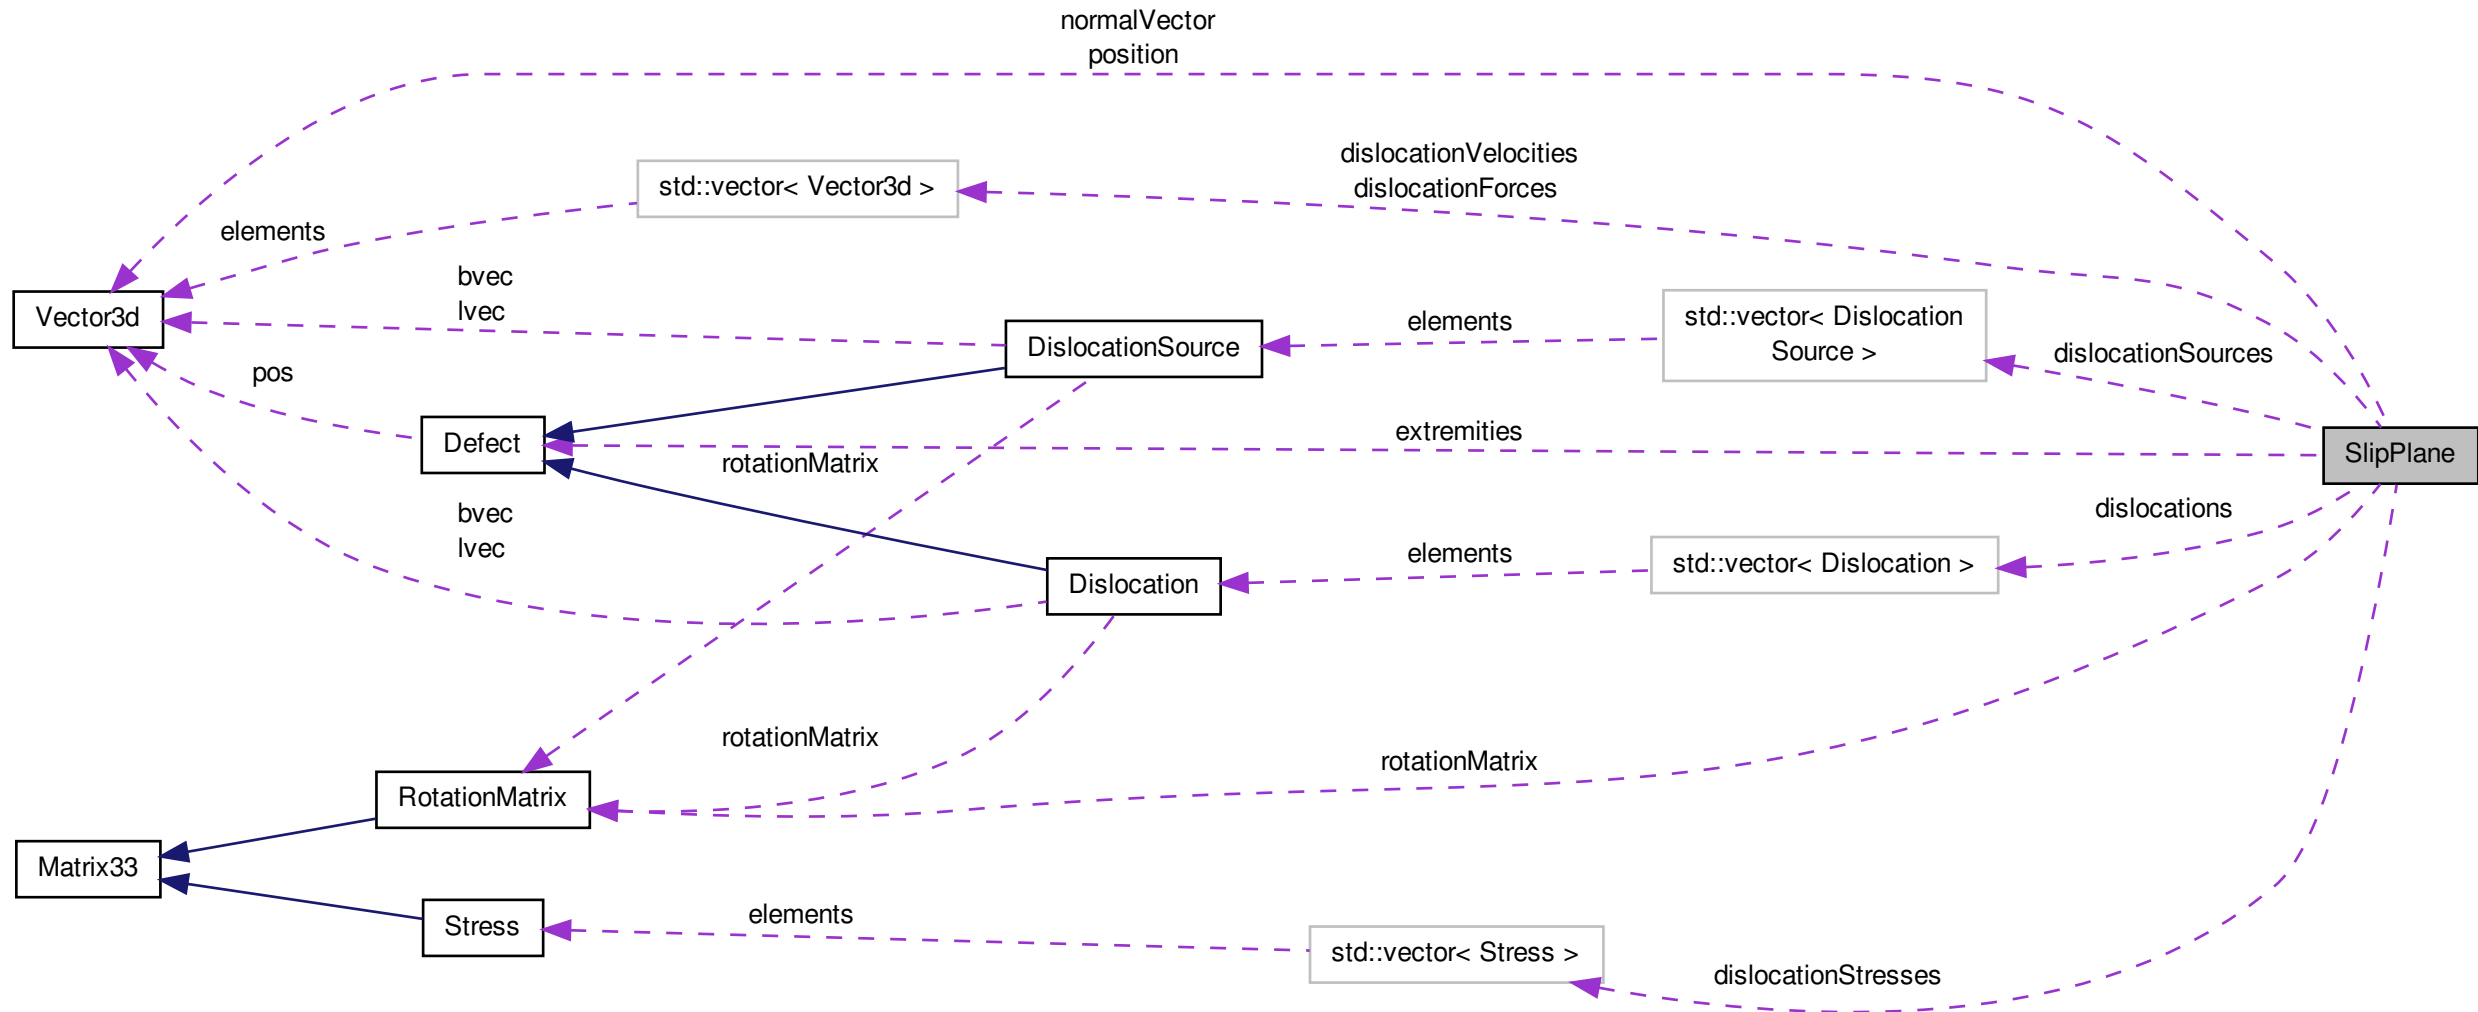 normalVector
position
dislocationVelocities
dislocationForces
std::vector< Vector3d >
elements
bvec
lvec
Vector3d
DislocationSource
elements
std::vector< Dislocation
Source >
dislocationSources
pos
Defect
extremities
SlipPlane
rotationMatrix
dislocations
bvec
lvec
elements
std::vector< Dislocation >
Dislocation
rotationMatrix
rotationMatrix
RotationMatrix
Matrix33
Stress
elements
std::vector< Stress >
dislocationStresses